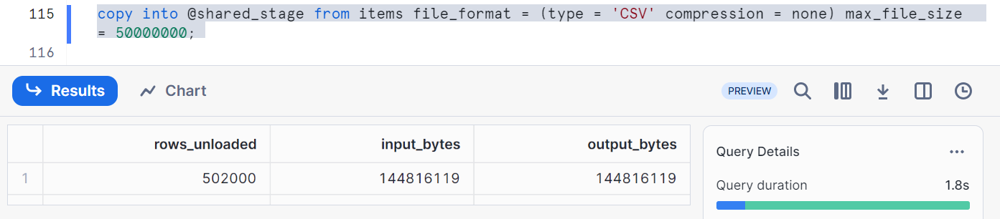 115 copy into @shared_stage from items file_format = (type = 'CSV' compression = none) max_file_size
= 50000000;
116
Results Chart PREVIEW
rows_unloaded input_bytes output_bytes
1 502000 144816119 144816119
Query Details ...
Query duration 1.8s